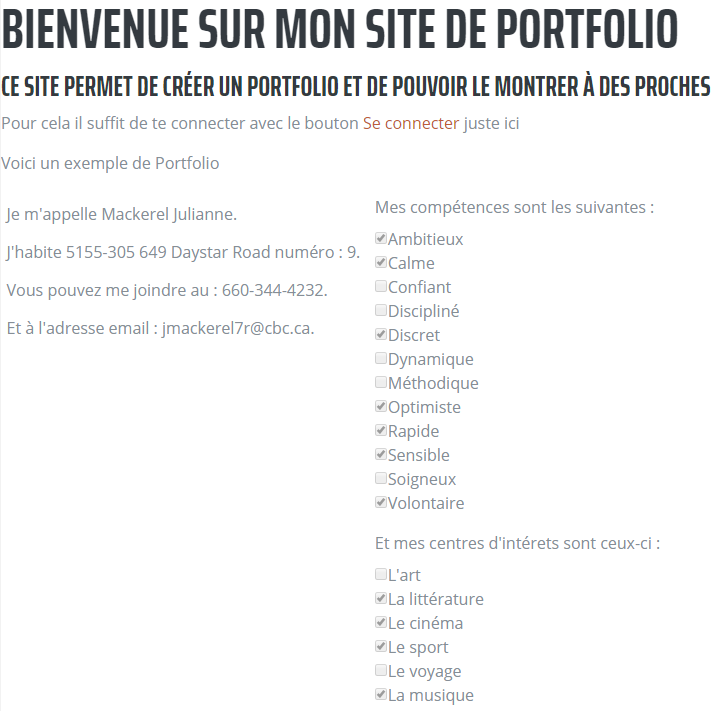 BIENVENUE SUR MON SITE DE PORTFOLIO
CE SITE PERMET DE CRÉER UN PORTFOLIO ET DE POUVOIR LE MONTRER À DES PROCHES
Pour cela il suffit de te connecter avec le bouton Se connecter juste ici
Voici un exemple de Portfolio
Je m'appelle Mackerel Julianne.
J'habite 5155-305 649 Daystar Road numéro : 9.
Vous pouvez me joindre au : 660-344-4232.
Et à l'adresse email : jmackerel7r@cbc.ca.
Mes compétences sont les suivantes :
Ambitieux
Calme
Confiant
Discipliné
Discret
Dynamique
Méthodique
Optimiste
Rapide
Sensible
Soigneux
Volontaire
Et mes centres d'intérets sont ceux-ci :
L'art
La littérature
Le cinéma
Le sport
Le voyage
La musique